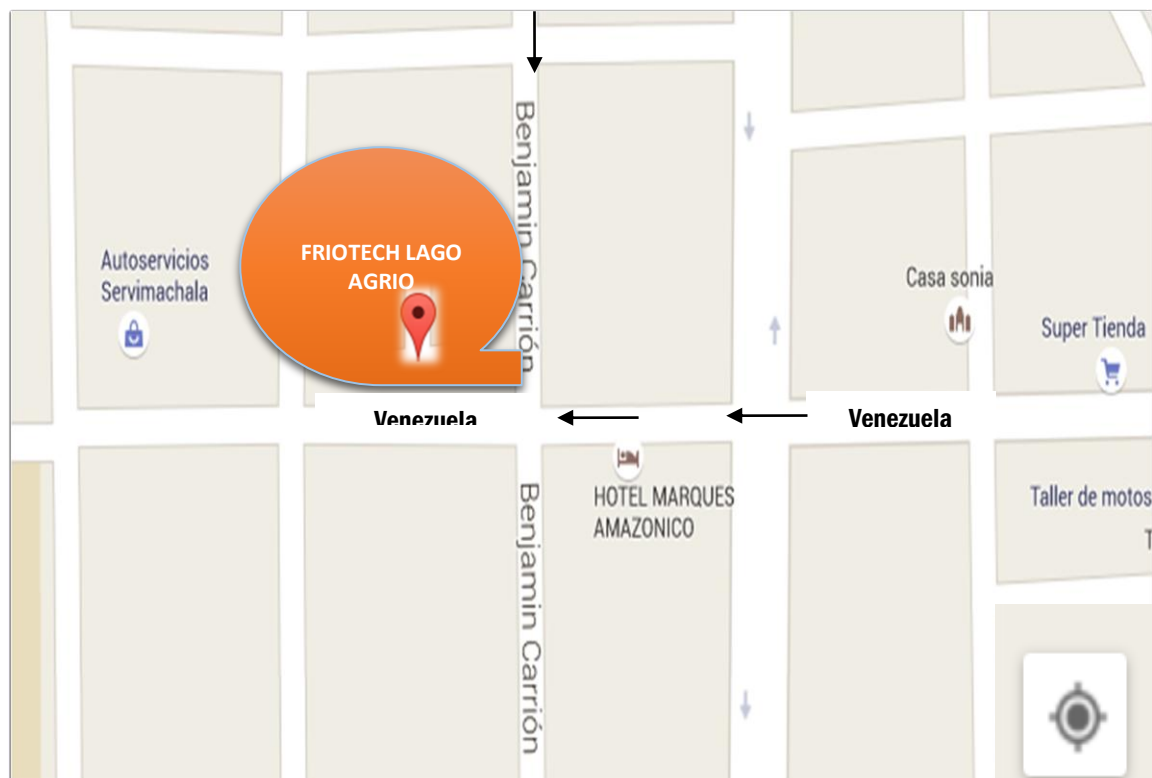 Benjamin Carrión
FRIOTECH LAGO
AGRIO
Autoservicios
Servimachala
Casa sonia
Super Tienda
Venezuela
Venezuela
HOTEL MARQUES
AMAZONICO
Benjamin Carrión
Taller de motos
T